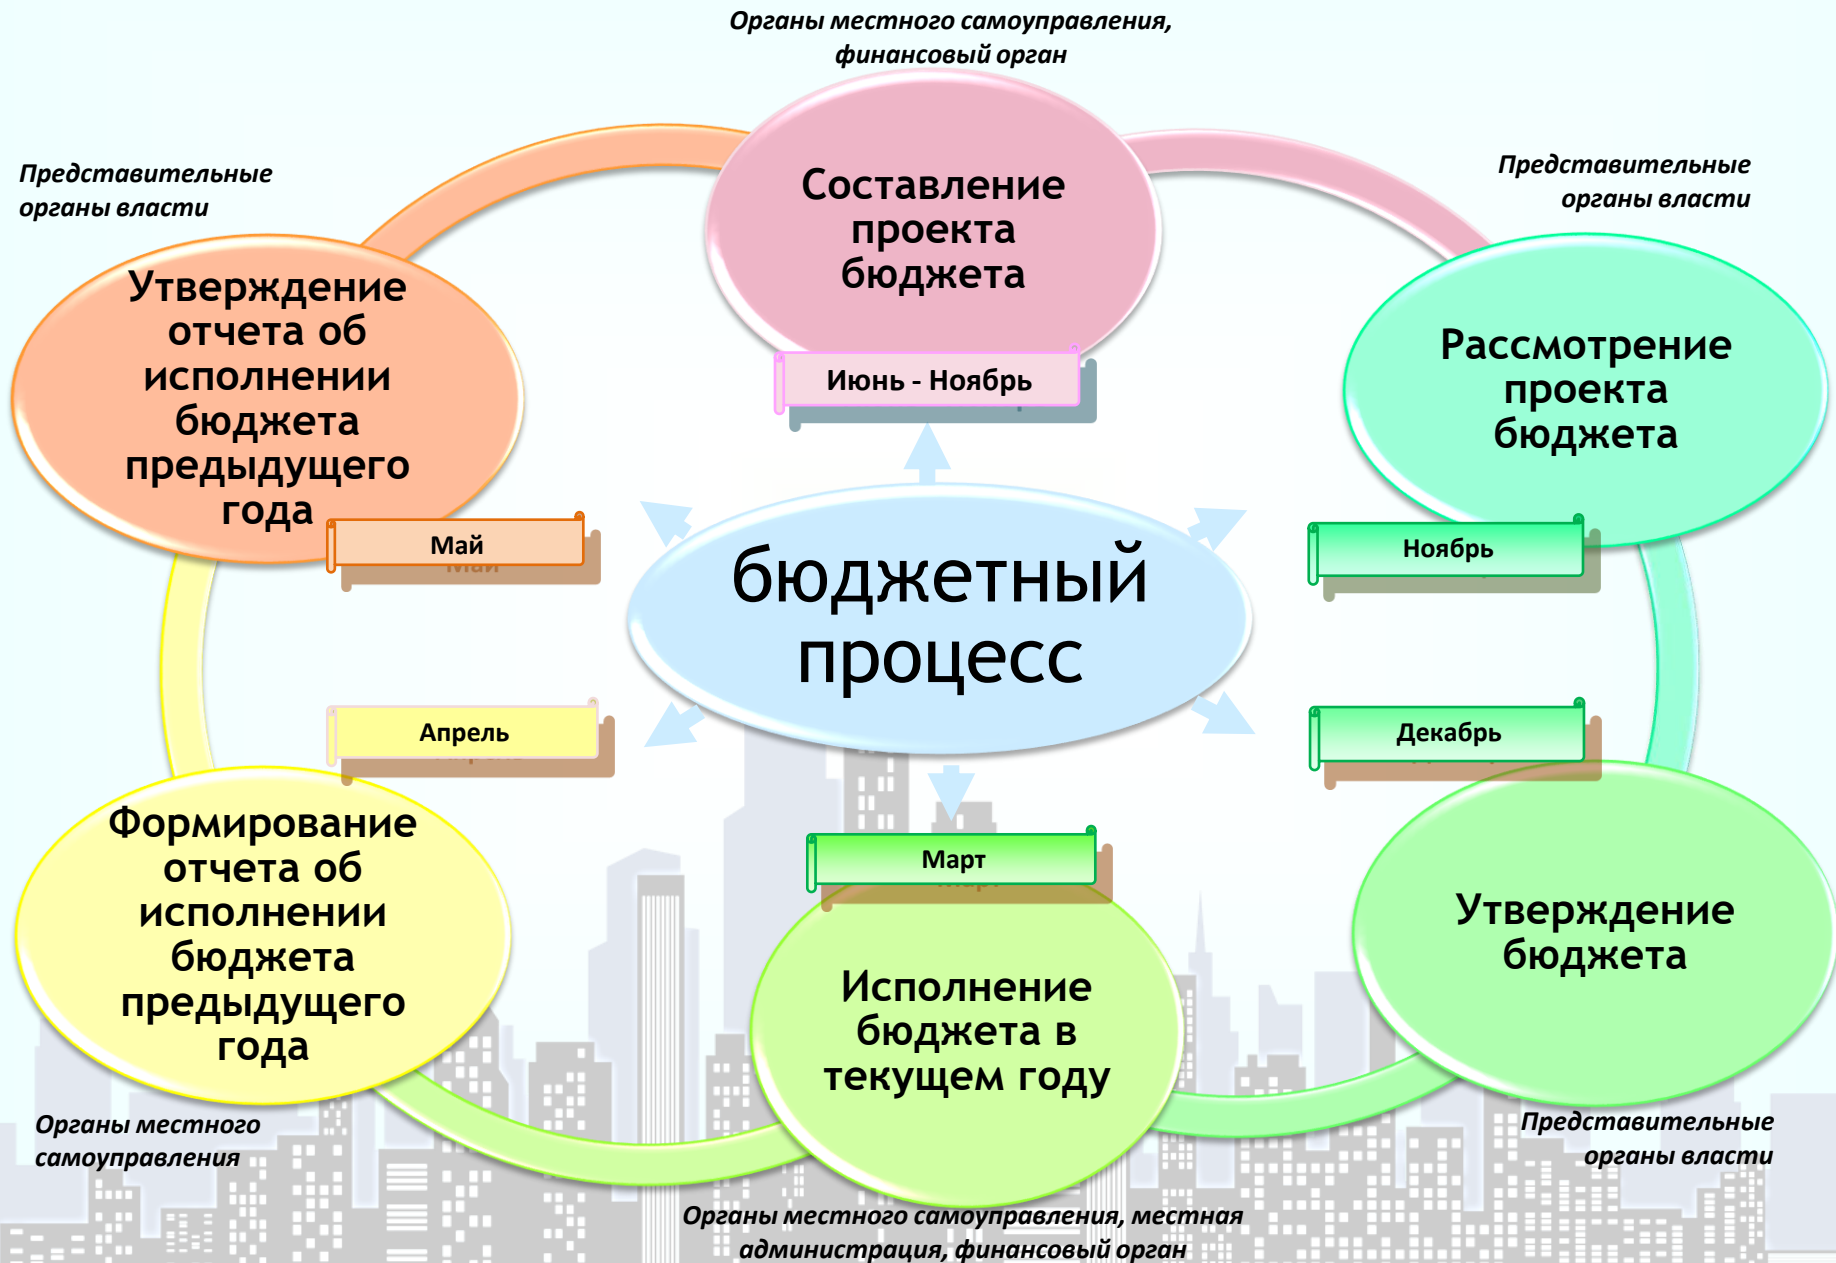 Органы местного самоуправления,
финансовый орган
Составление
проекта
бюджета
Июнь - Ноябрь
Представительные
органы власти
Рассмотрение
проекта
бюджета
Ноябрь
Декабрь
Утверждение
бюджета
Представительные
органы власти
Март
Исполнение
бюджета в
текущем году
Органы местного самоуправления, местная
администрация, финансовый орган
Апрель
Формирование
отчета об
исполнении
бюджета
предыдущего
года
Органы местного
самоуправления
Представительные
органы власти
Утверждение
отчета об
исполнении
бюджета
предыдущего
года
Май
бюджетный
процесс